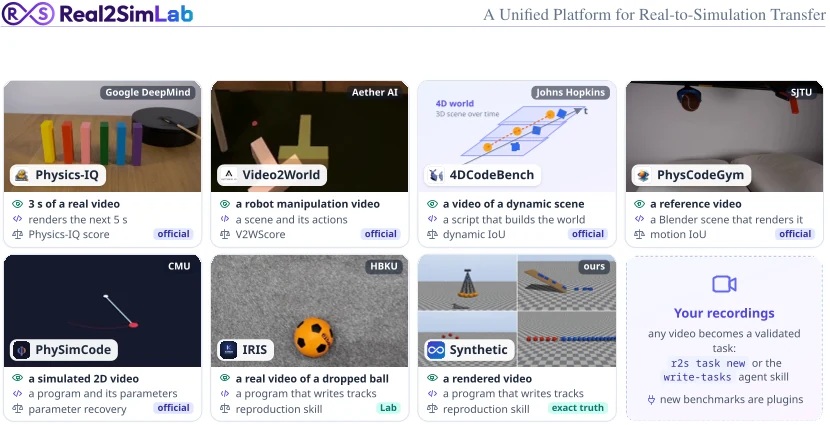 Real2SimLab
A Unified Platform for Real-to-Simulation Transfer
Google DeepMind
Physics-IQ
3 s of a real video
renders the next 5 s
Physics-IQ score
official
Aether AI
Video2World
a robot manipulation video
a scene and its actions
V2WScore
official
Johns Hopkins
4D world
3D scene over time
t
4DCodeBench
a video of a dynamic scene
a script that builds the world
dynamic IoU
official
SJTU
PhysCodeGym
a reference video
a Blender scene that renders it
motion IoU
official
CMU
PhySimCode
a simulated 2D video
a program and its parameters
parameter recovery
official
HBKU
IRIS
a real video of a dropped ball
a program that writes tracks
reproduction skill
Lab
ours
Synthetic
a rendered video
a program that writes tracks
reproduction skill
exact truth
Your recordings
any video becomes a validated
task:
r2s task new or the
write-tasks agent skill
new benchmarks are plugins